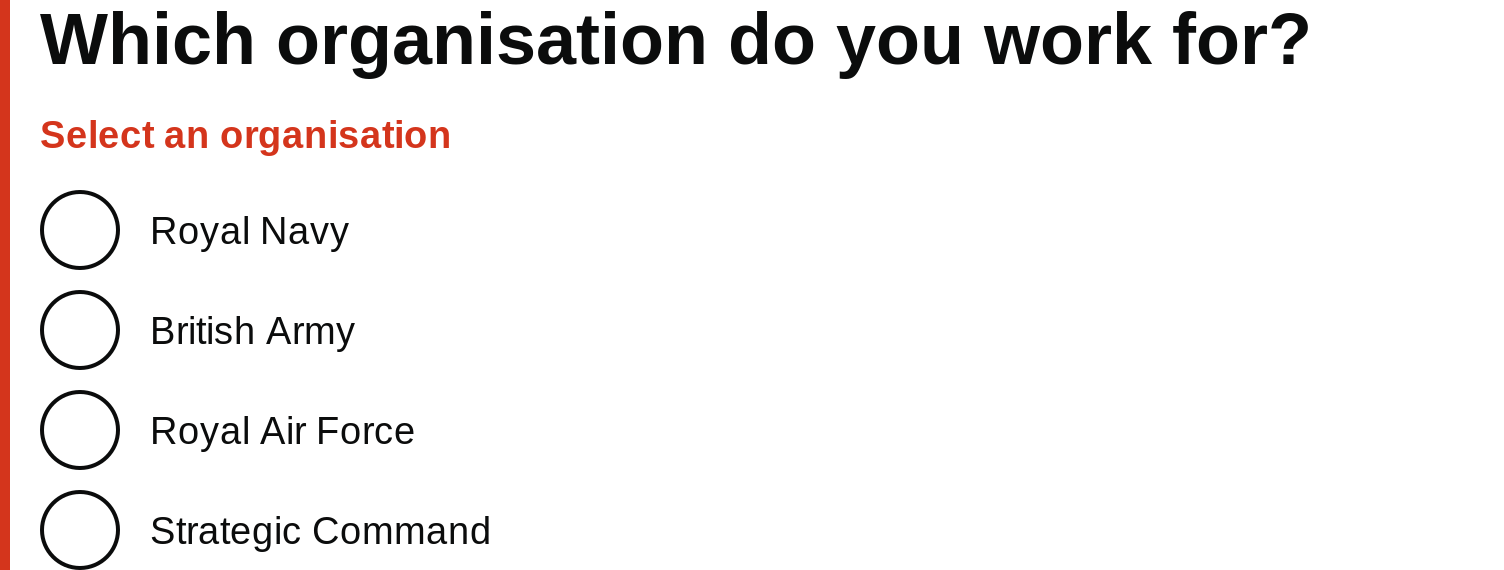 Which organisation do you work for?
Select an organisation
Royal Navy
British Army
Royal Air Force
Strategic Command